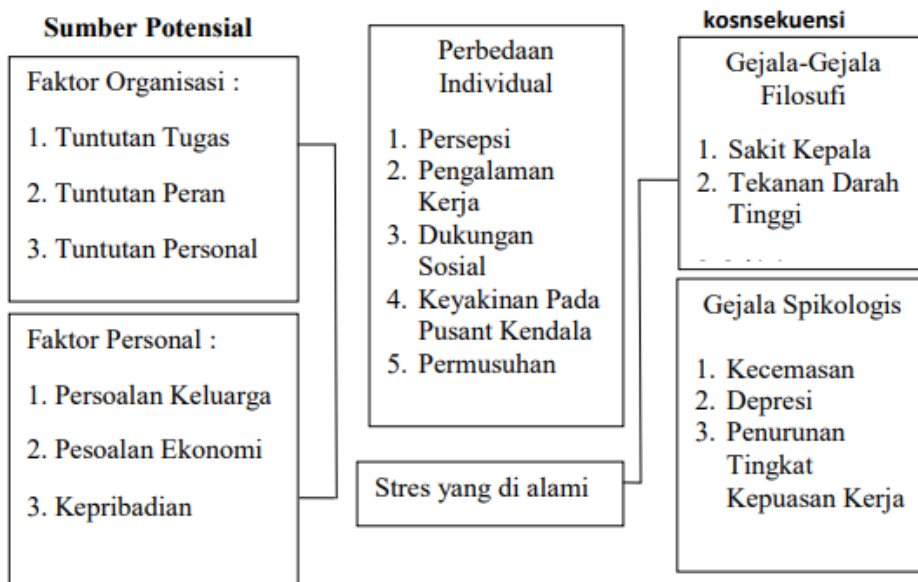 Sumber Potensial
Faktor Organisasi :
1. Tuntutan Tugas
2. Tuntutan Peran
3. Tuntutan Personal
Faktor Personal :
1. Persoalan Keluarga
2. Pesoalan Ekonomi
3. Kepribadian
Perbedaan
Individual
1. Persepsi
2. Pengalaman
Kerja
3. Dukungan
Sosial
4. Keyakinan Pada
Pusant Kendala
5. Permusuhan
Stres yang di alami
kosnsekuensi
Gejala-Gejala
Filosufi
1. Sakit Kepala
2. Tekanan Darah
Tinggi
Gejala Spikologis
1. Kecemasan
2. Depresi
3. Penurunan
Tingkat
Kepuasan Kerja